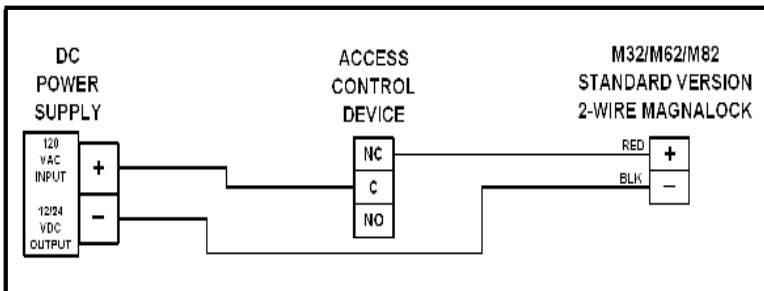 DC
POWER
SUPPLY
120
VAC
INPUT
12/24
VDC
OUTPUT
+
−
ACCESS
CONTROL
DEVICE
NC
C
NO
M32/M62/M82
STANDARD VERSION
2-WIRE MAGNALOCK
RED
BLK
+
−